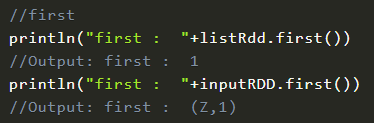 //first
println("first :  "+listRdd.first())
//Output: first :  1
println("first :  "+inputRDD.first())
//Output: first :  (Z,1)